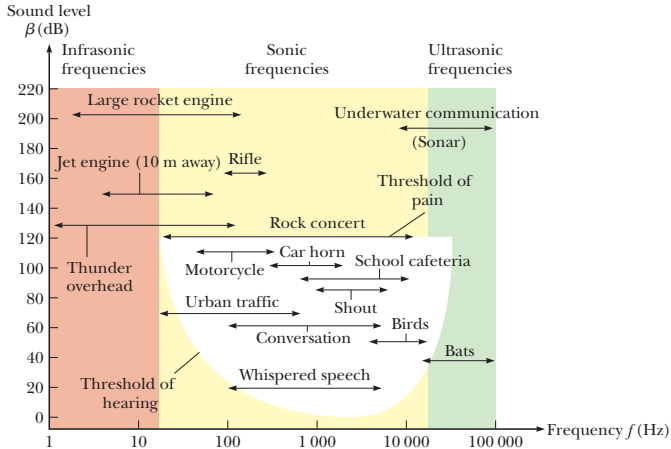 Sound level
β (dB)
Infrasonic
frequencies
Sonic
frequencies
Ultrasonic
frequencies
220
200
180
160
140
120
100
80
60
40
20
0
Large rocket engine
Underwater communication
(Sonar)
Jet engine (10 m away)
Rifle
Threshold of
pain
Rock concert
Thunder
overhead
Motorcycle
Car horn
School cafeteria
Shout
Urban traffic
Conversation
Birds
Bats
Threshold of
hearing
Whispered speech
1
10
100
1 000
10 000
100 000
Frequency f (Hz)